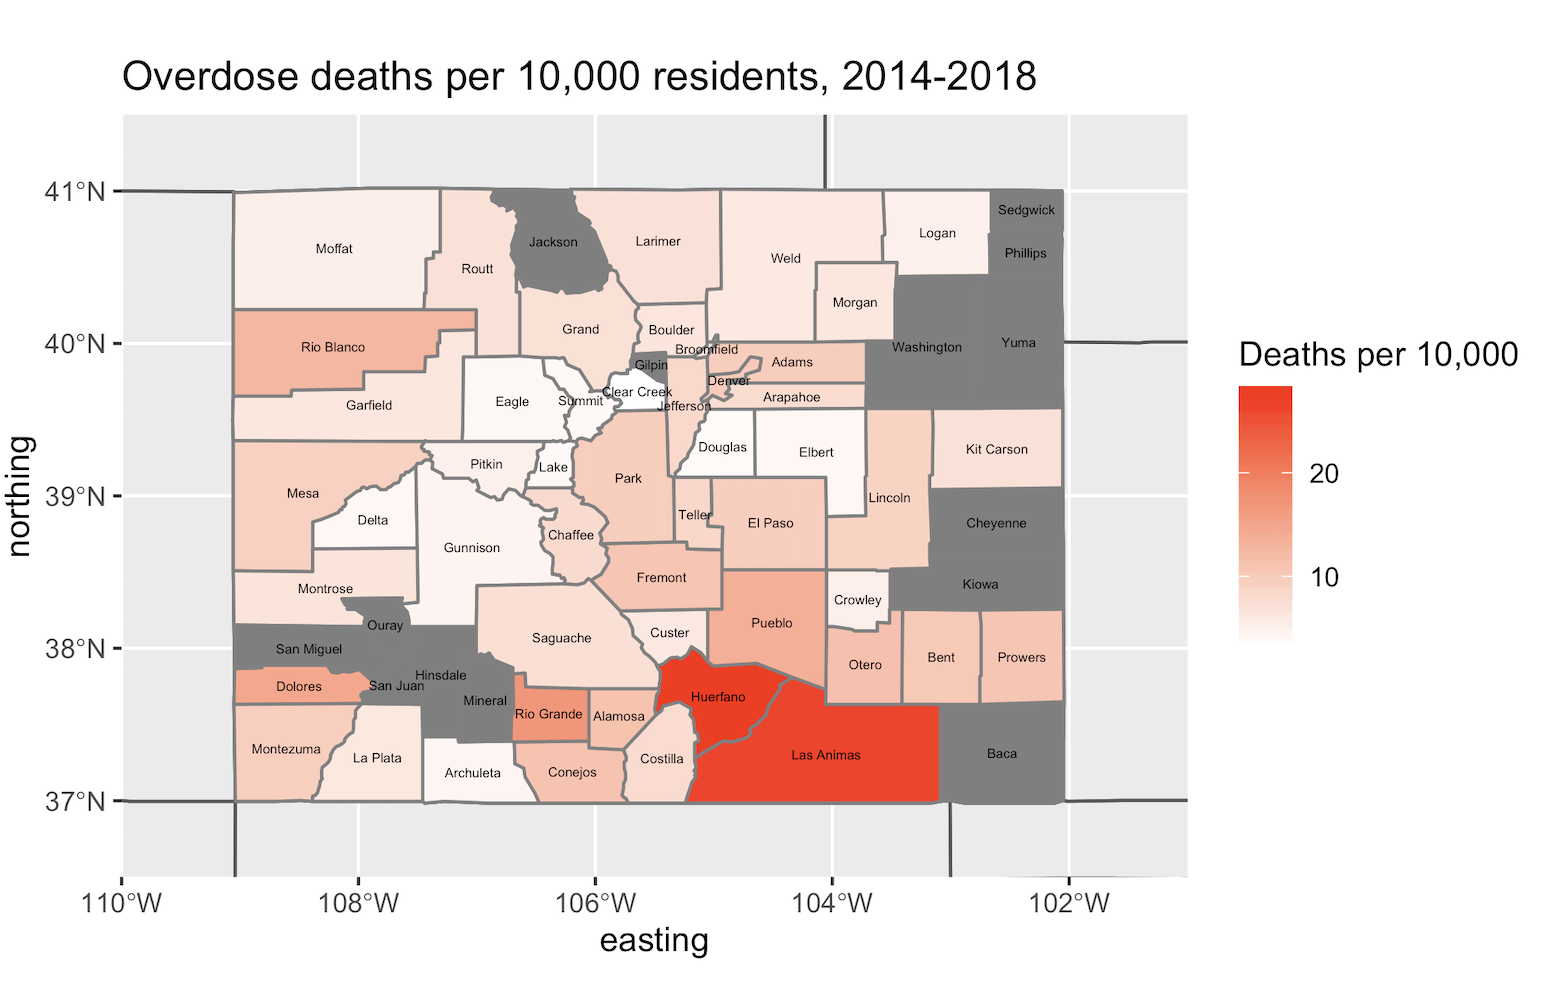 Overdose deaths per 10,000 residents, 2014-2018
41°N
40°N
39°N
38°N
37°N
northing
110°W
108°W
106°W
104°W
102°W
easting
Deaths per 10,000
20
10
Moffat
Routt
Jackson
Larimer
Weld
Logan
Sedgwick
Phillips
Morgan
Rio Blanco
Grand
Boulder
Broomfield
Washington
Yuma
Gilpin
Adams
Denver
Garfield
Eagle
Summit
Clear Creek
Jefferson
Arapahoe
Pitkin
Lake
Douglas
Elbert
Kit Carson
Mesa
Park
Lincoln
Delta
Teller
El Paso
Cheyenne
Gunnison
Chaffee
Montrose
Fremont
Crowley
Kiowa
Ouray
Saguache
Custer
Pueblo
San Miguel
Hinsdale
Otero
Bent
Prowers
Dolores
San Juan
Mineral
Rio Grande
Alamosa
Huerfano
Montezuma
La Plata
Archuleta
Conejos
Costilla
Las Animas
Baca